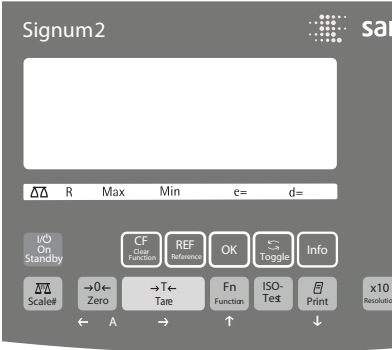 Signum2
sar
R Max Min e= d=
I/⏻
On
Standby
CF
Clear
Function
REF
Reference
OK
Toggle
Info
Scale#
→0←
Zero
→T←
Tare
Fn
Function
ISO-
Test
Print
x10
Resolutio
← A → ↑ ↓